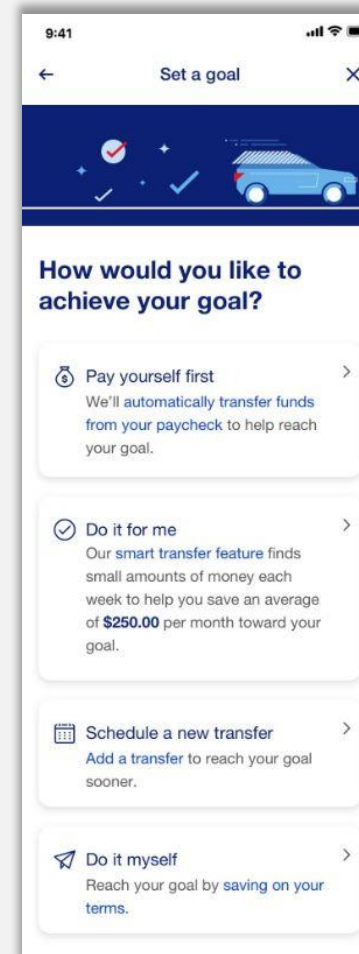 9:41
Set a goal
How would you like to
achieve your goal?
Pay yourself first
We'll automatically transfer funds
from your paycheck to help reach
your goal.
Do it for me
Our smart transfer feature finds
small amounts of money each
week to help you save an average
of $250.00 per month toward your
goal.
Schedule a new transfer
Add a transfer to reach your goal
sooner.
Do it myself
Reach your goal by saving on your
terms.